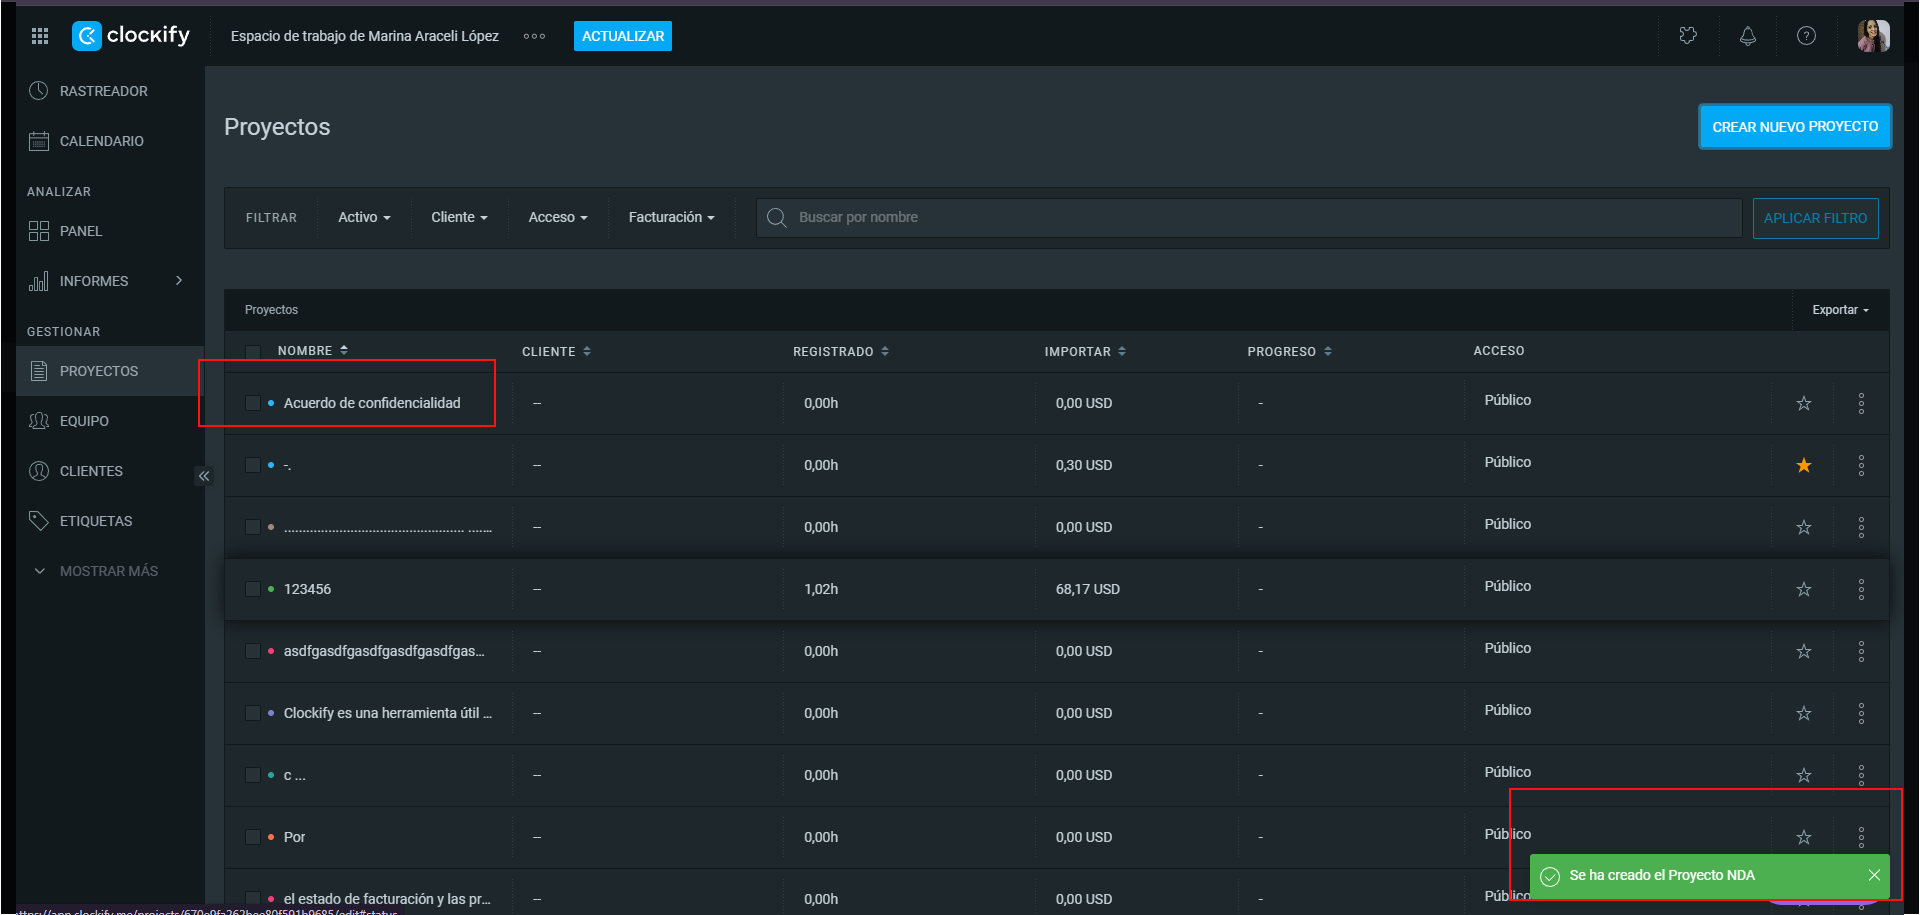 clockify
Espacio de trabajo de Marina Araceli López
ACTUALIZAR
RASTREADOR
CALENDARIO
ANALIZAR
PANEL
INFORMES
GESTIONAR
PROYECTOS
EQUIPO
CLIENTES
ETIQUETAS
MOSTRAR MÁS
Proyectos
CREAR NUEVO PROYECTO
FILTRAR Activo Cliente Acceso Facturación Buscar por nombre APLICAR FILTRO
Proyectos Exportar
NOMBRE CLIENTE REGISTRADO IMPORTAR PROGRESO ACCESO
Acuerdo de confidencialidad -- 0,00h 0,00 USD - Público
-. -- 0,00h 0,30 USD - Público
-- 0,00h 0,00 USD - Público
123456 -- 1,02h 68,17 USD - Público
asdfgasdfgasdfgasdfgasdfgas... -- 0,00h 0,00 USD - Público
Clockify es una herramienta útil ... -- 0,00h 0,00 USD - Público
c ... -- 0,00h 0,00 USD - Público
Por -- 0,00h 0,00 USD - Público
el estado de facturación y las pr... -- 0,00h 0,00 USD -
Se ha creado el Proyecto NDA